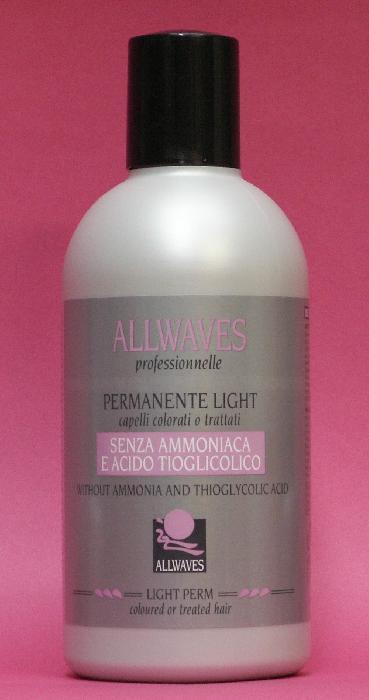 ALLWAVES
professionnelle
PERMANENTE LIGHT
capelli colorati o trattati
SENZA AMMONIACA
E ACIDO TIOGLICOLICO
WITHOUT AMMONIA AND THIOGLYCOLIC ACID
ALLWAVES
LIGHT PERM
coloured or treated hair